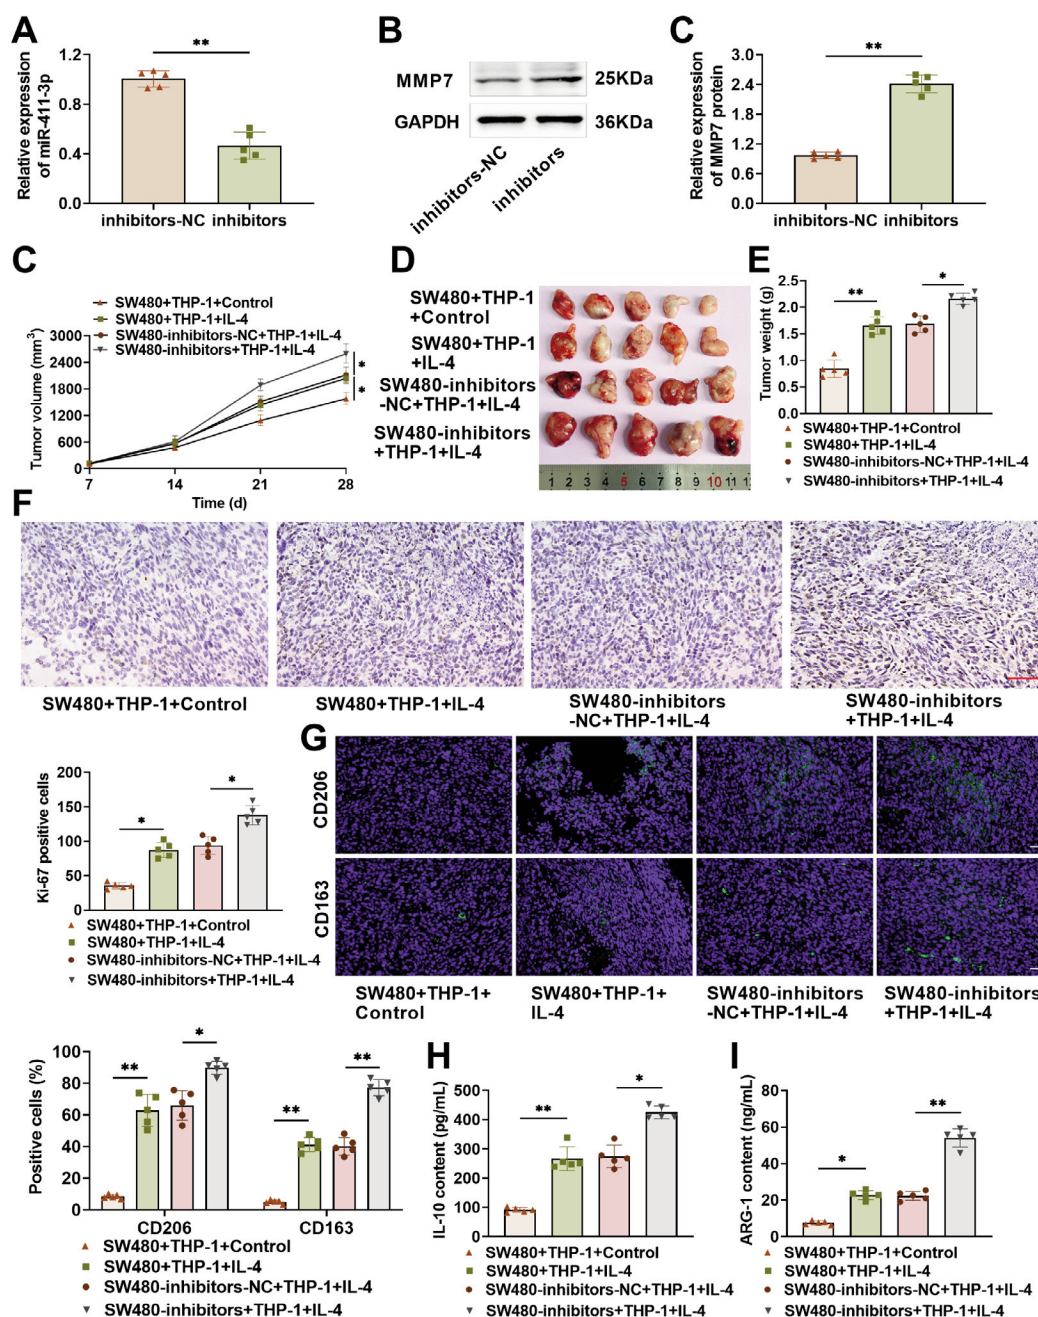 A
Relative expression
of miR-411-3p
1.2
0.8
0.4
0.0
**
inhibitors-NC
inhibitors
B
MMP7
25KDa
GAPDH
36KDa
inhibitors-NC
inhibitors
C
Relative expression
of MMP7 protein
3.0
2.4
1.8
1.2
0.6
0.0
**
inhibitors-NC
inhibitors
C
SW480+THP-1+Control
SW480+THP-1+IL-4
SW480-inhibitors-NC+THP-1+IL-4
SW480-inhibitors+THP-1+IL-4
Tumor volume (mm³)
3000
2400
1800
1200
600
0
7
14
21
28
Time (d)
*
*
D
SW480+THP-1
+Control
SW480+THP-1
+IL-4
SW480-inhibitors
-NC+THP-1+IL-4
SW480-inhibitors
+THP-1+IL-4
1 2 3 4 5 6 7 8 9 10 11 1
E
Tumor weight (g)
2.5
2.0
1.5
1.0
0.5
0.0
**
*
SW480+THP-1+Control
SW480+THP-1+IL-4
SW480-inhibitors-NC+THP-1+IL-4
SW480-inhibitors+THP-1+IL-4
F
SW480+THP-1+Control
SW480+THP-1+IL-4
SW480-inhibitors
-NC+THP-1+IL-4
SW480-inhibitors
+THP-1+IL-4
Ki-67 positive cells
200
150
100
50
0
*
*
SW480+THP-1+Control
SW480+THP-1+IL-4
SW480-inhibitors-NC+THP-1+IL-4
SW480-inhibitors+THP-1+IL-4
G
CD206
CD163
SW480+THP-1+
Control
SW480+THP-1+
IL-4
SW480-inhibitors
-NC+THP-1+IL-4
SW480-inhibitors
+THP-1+IL-4
Positive cells (%)
100
80
60
40
20
0
**
*
**
**
CD206
CD163
SW480+THP-1+Control
SW480+THP-1+IL-4
SW480-inhibitors-NC+THP-1+IL-4
SW480-inhibitors+THP-1+IL-4
H
IL-10 content (pg/mL)
500
400
300
200
100
0
**
*
SW480+THP-1+Control
SW480+THP-1+IL-4
SW480-inhibitors-NC+THP-1+IL-4
SW480-inhibitors+THP-1+IL-4
I
ARG-1 content (ng/mL)
80
60
40
20
0
*
**
SW480+THP-1+Control
SW480+THP-1+IL-4
SW480-inhibitors-NC+THP-1+IL-4
SW480-inhibitors+THP-1+IL-4